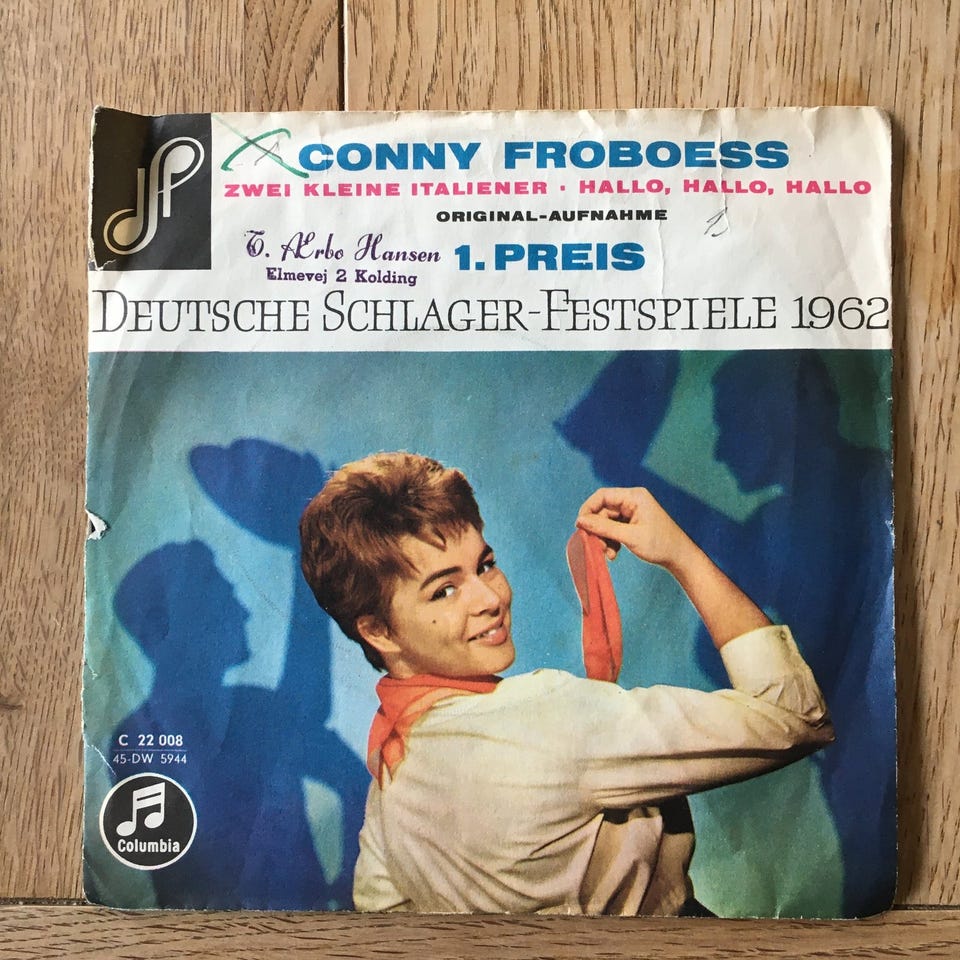 CONNY FROBOESS
ZWEI KLEINE ITALIENER · HALLO, HALLO, HALLO
ORIGINAL-AUFNAHME
T. Ærbo Hansen
Elmevej 2 Kolding
1. PREIS
DEUTSCHE SCHLAGER-FESTSPIELE 1962
C 22 008
45-DW 5944
Columbia